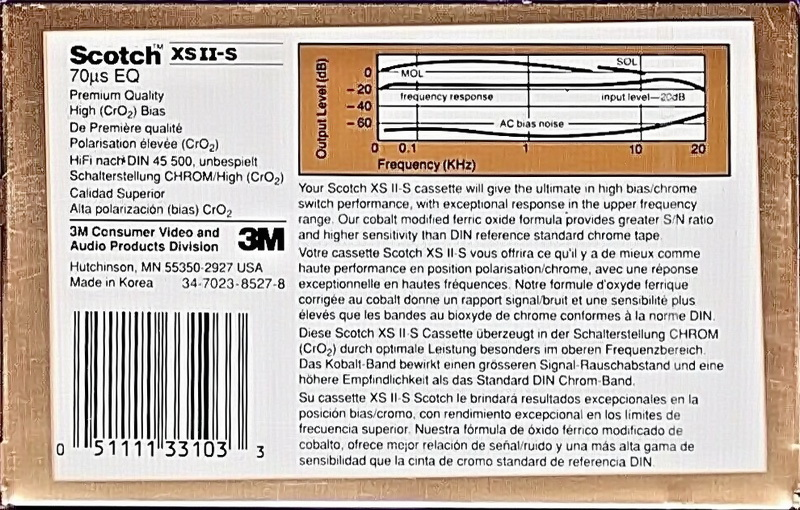 Scotch™ XSII-S
70µs EQ
Premium Quality
High (CrO₂) Bias
De Première qualité
Polarisation élevée (CrO₂)
HiFi nach DIN 45 500, unbespielt
Schalterstellung CHROM/High (CrO₂)
Calidad Superior
Alta polarización (bias) CrO₂
3M Consumer Video and
Audio Products Division
3M
Hutchinson, MN 55350-2927 USA
Made in Korea 34-7023-8527-8
0 51111 33103 3
Output Level (dB)
0
-20
-40
-60
MOL
SOL
frequency response
input level—20dB
AC bias noise
0 0.1 1 10 20
Frequency (KHz)
Your Scotch XS II-S cassette will give the ultimate in high bias/chrome
switch performance, with exceptional response in the upper frequency
range. Our cobalt modified ferric oxide formula provides greater S/N ratio
and higher sensitivity than DIN reference standard chrome tape.
Votre cassette Scotch XS II-S vous offrira ce qu'il y a de mieux comme
haute performance en position polarisation/chrome, avec une réponse
exceptionnelle en hautes fréquences. Notre formule d'oxyde ferrique
corrigée au cobalt donne un rapport signal/bruit et une sensibilité plus
élevés que les bandes au bioxyde de chrome conformes à la norme DIN.
Diese Scotch XS II-S Cassette überzeugt in der Schalterstellung CHROM
(CrO₂) durch optimale Leistung besonders im oberen Frequenzbereich.
Das Kobalt-Band bewirkt einen grösseren Signal-Rauschabstand und eine
höhere Empfindlichkeit als das Standard DIN Chrom-Band.
Su cassette XS II-S Scotch le brindará resultados excepcionales en la
posición bias/cromo, con rendimiento excepcional en los límites de
frecuencia superior. Nuestra fórmula de óxido férrico modificado de
cobalto, ofrece mejor relación de señal/ruido y una más alta gama de
sensibilidad que la cinta de cromo standard de referencia DIN.